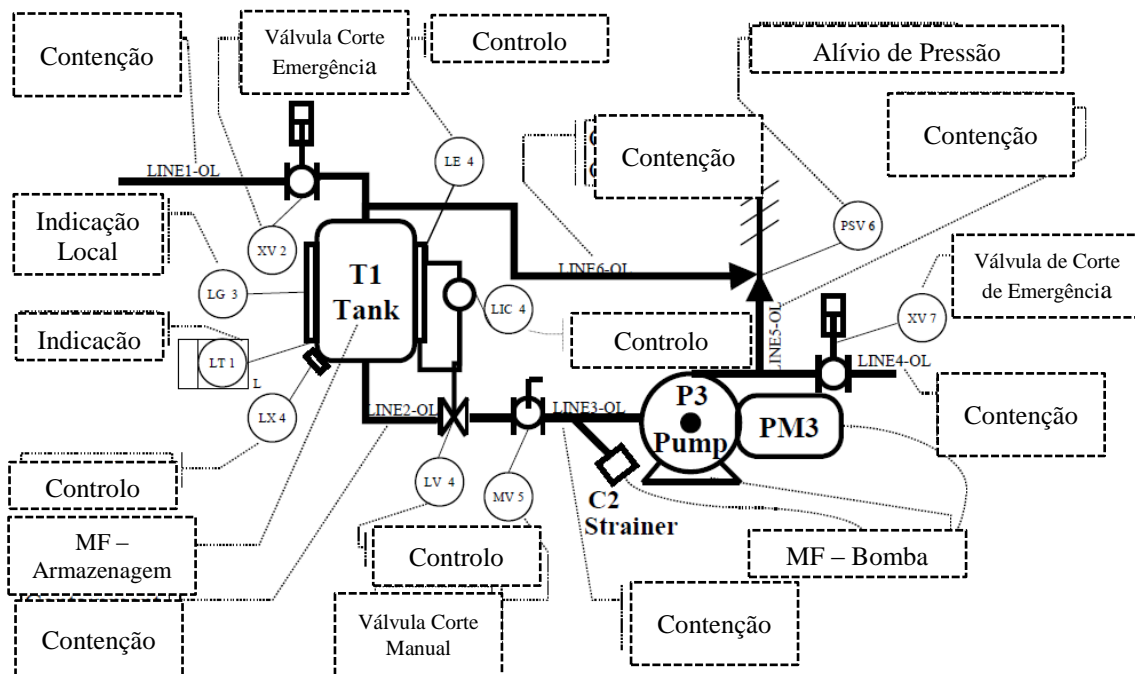 Contenção
Válvula Corte
Emergência
Controlo
Alívio de Pressão
Contenção
Contenção
LE 4
LINE1-OL
Indicação
Local
XV 2
PSV 6
LINE6-OL
Válvula de Corte
de Emergência
LG 3
T1
Tank
LIC 4
XV 7
Indicação
Controlo
LINE5-OL
LT 1
L
LINE4-OL
LX 4
LINE2-OL
LINE3-OL
P3
Pump
PM3
Contenção
Controlo
LV 4
MV 5
C2
Strainer
MF –
Armazenagem
Controlo
MF – Bomba
Contenção
Válvula Corte
Manual
Contenção